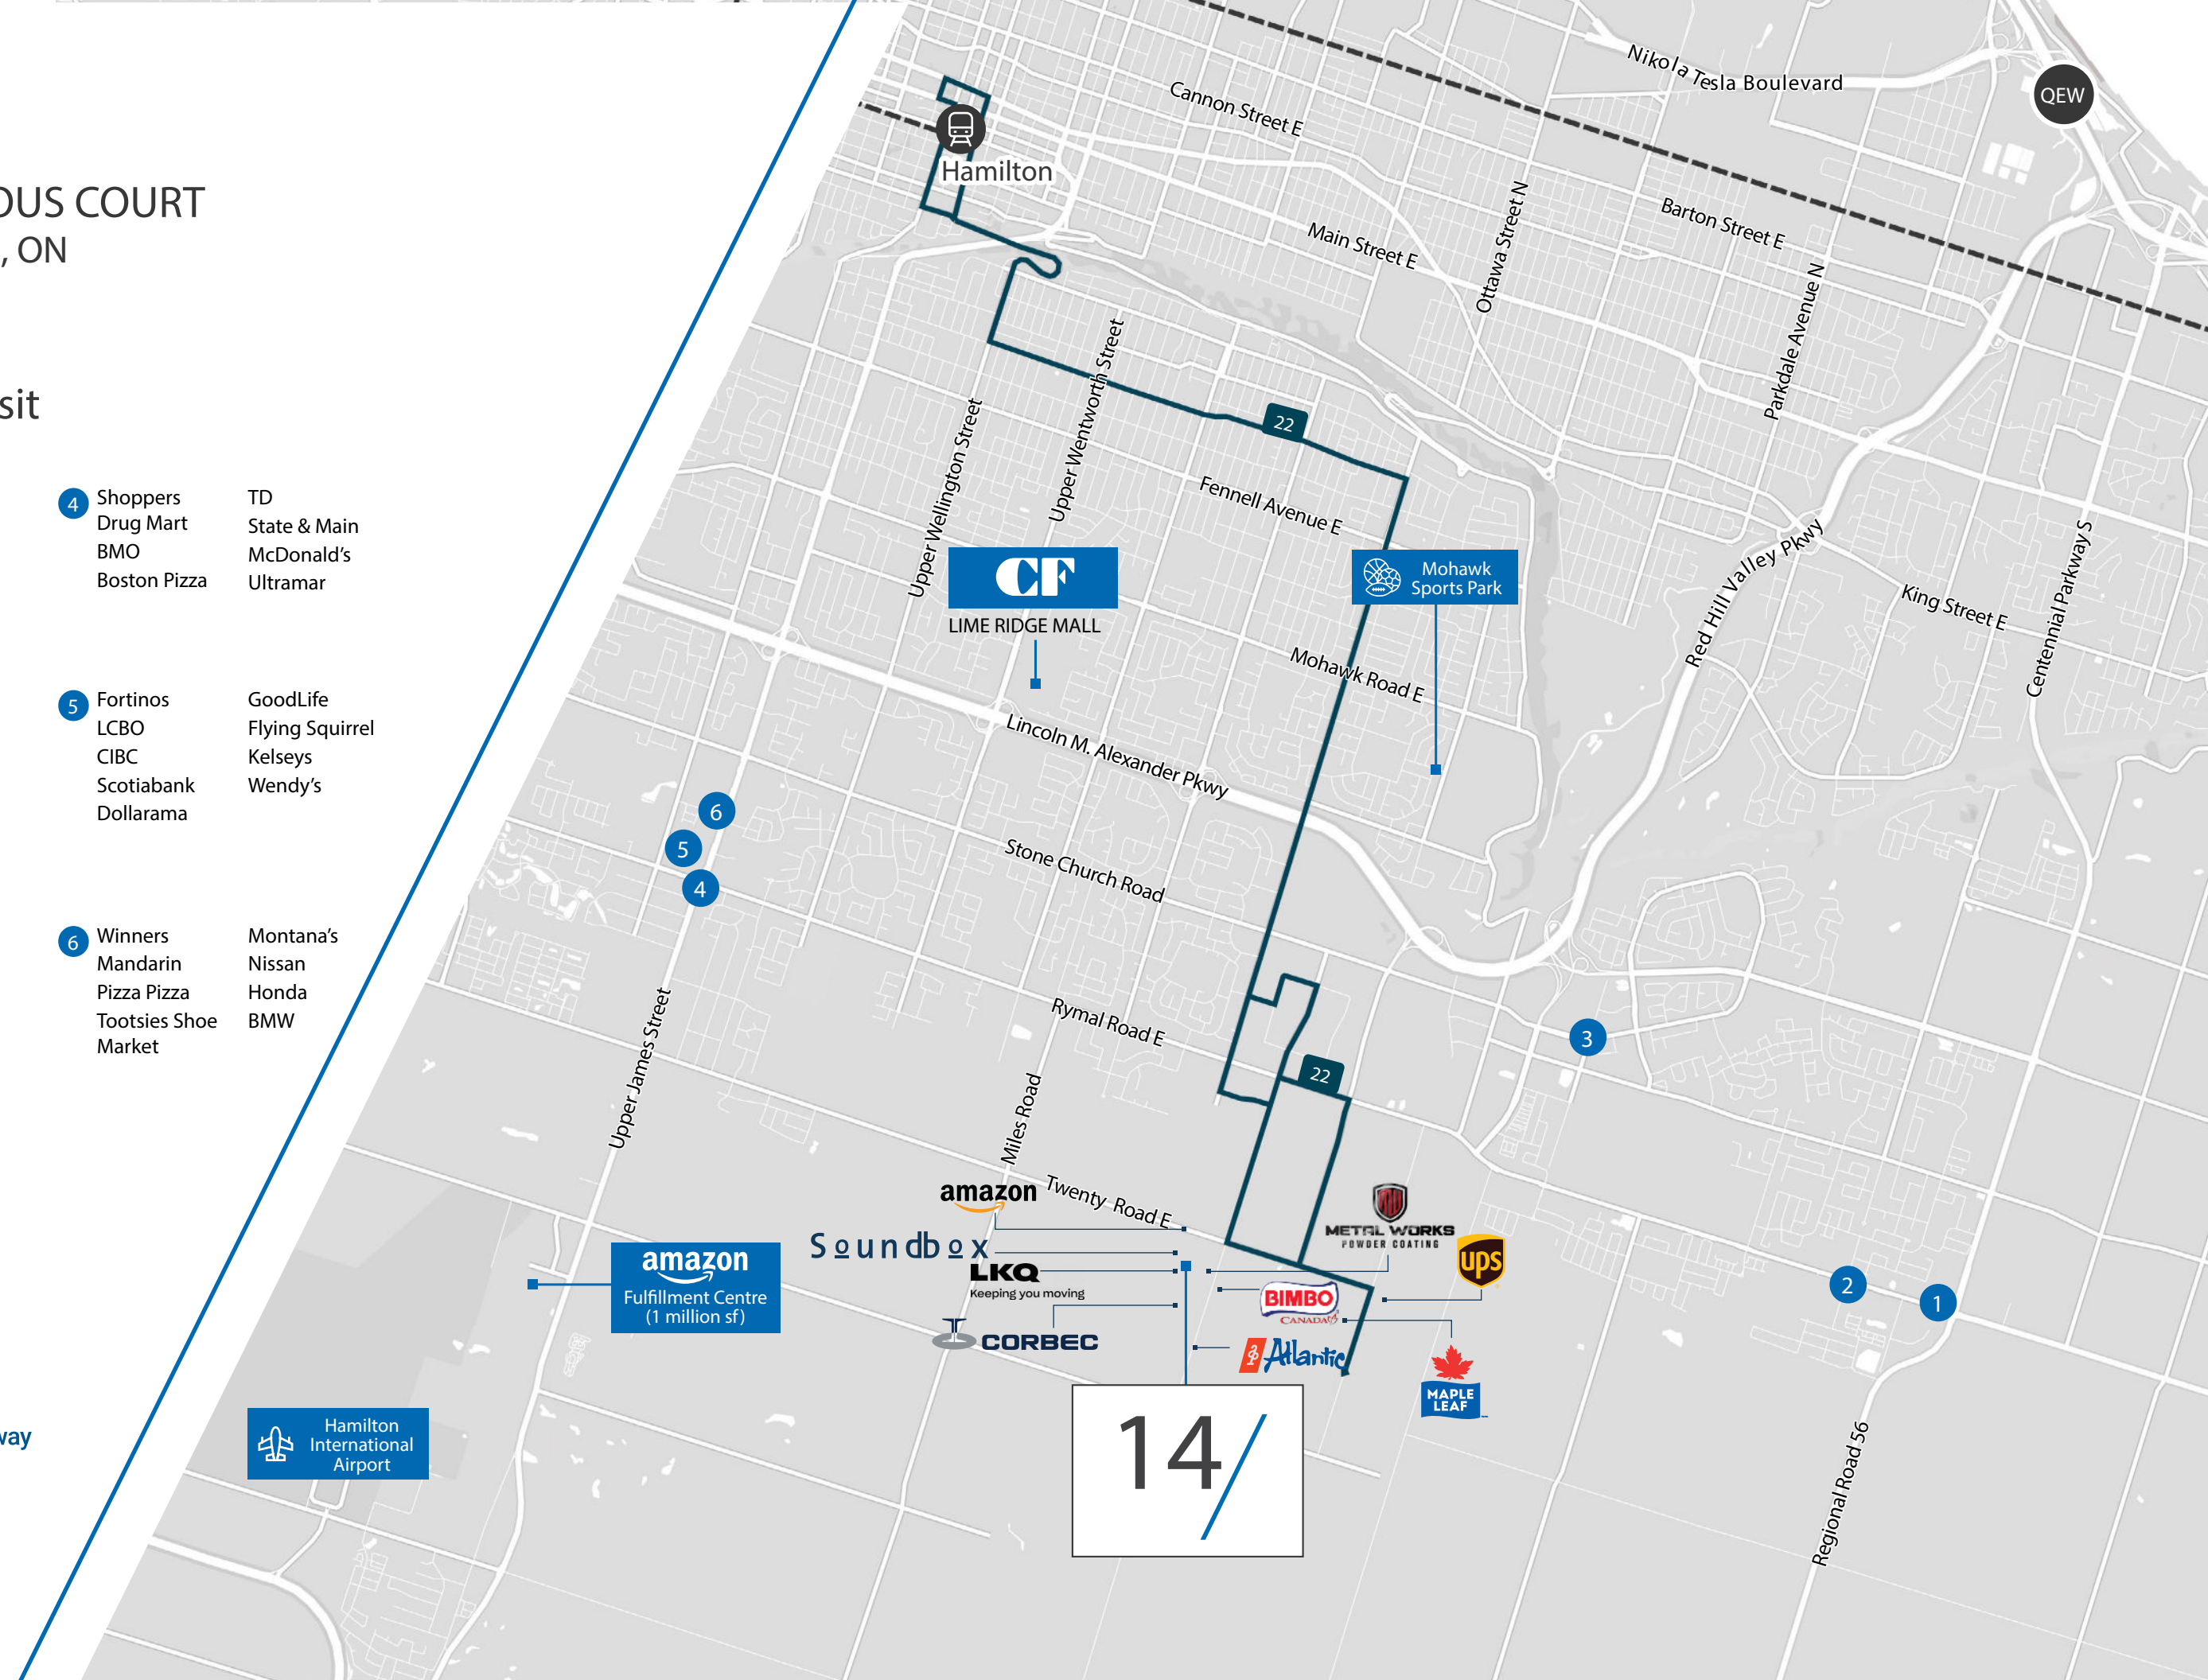 OUS COURT
, ON
sit
4 Shoppers
Drug Mart
BMO
Boston Pizza
TD
State & Main
McDonald's
Ultramar
5 Fortinos
LCBO
CIBC
Scotiabank
Dollarama
GoodLife
Flying Squirrel
Kelseys
Wendy's
6 Winners
Mandarin
Pizza Pizza
Tootsies Shoe
Market
Montana's
Nissan
Honda
BMW
way
Nikola Tesla Boulevard
QEW
Cannon Street E
Hamilton
Ottawa Street N
Barton Street E
Main Street E
Parkdale Avenue N
Upper Wentworth Street
Upper Wellington Street
22
Fennell Avenue E
CF
LIME RIDGE MALL
Mohawk
Sports Park
Red Hill Valley Pkwy
King Street E
Centennial Parkway S
Mohawk Road E
Lincoln M. Alexander Pkwy
6
5
4
Stone Church Road
Rymal Road E
3
Upper James Street
Miles Road
22
Twenty Road E
amazon
Soundbox
LKQ
Keeping you moving
CORBEC
METAL WORKS
POWDER COATING
ups
BIMBO
CANADA
Atlantic
MAPLE
LEAF
2
1
amazon
Fulfillment Centre
(1 million sf)
Hamilton
International
Airport
14/
Regional Road 56